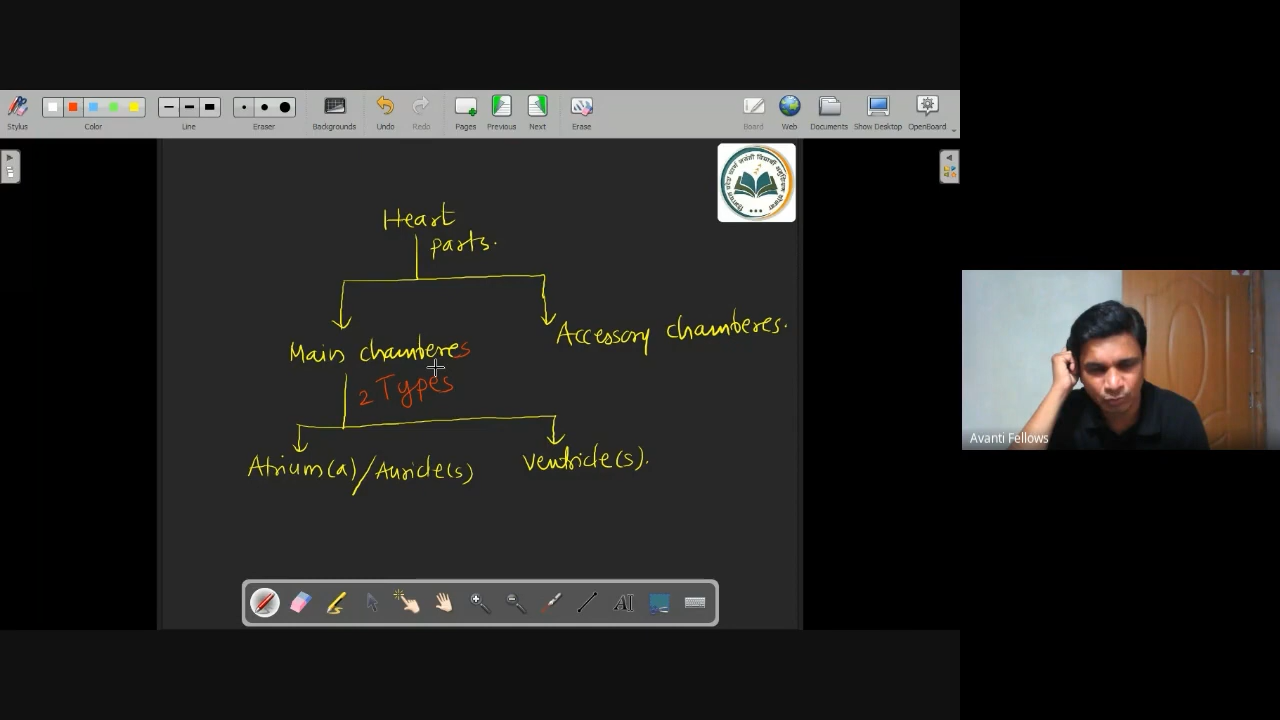 Stylus
Color
Line
Eraser
Backgrounds
Undo
Redo
Pages
Previous
Next
Erase
Board
Web
Documents
Show Desktop
OpenBoard
Heart
parts.
Main chamberes
Accessory chamberes.
2 Types
Atrium(a)/Auricle(s)
ventricle(s).
Avanti Fellows
AI